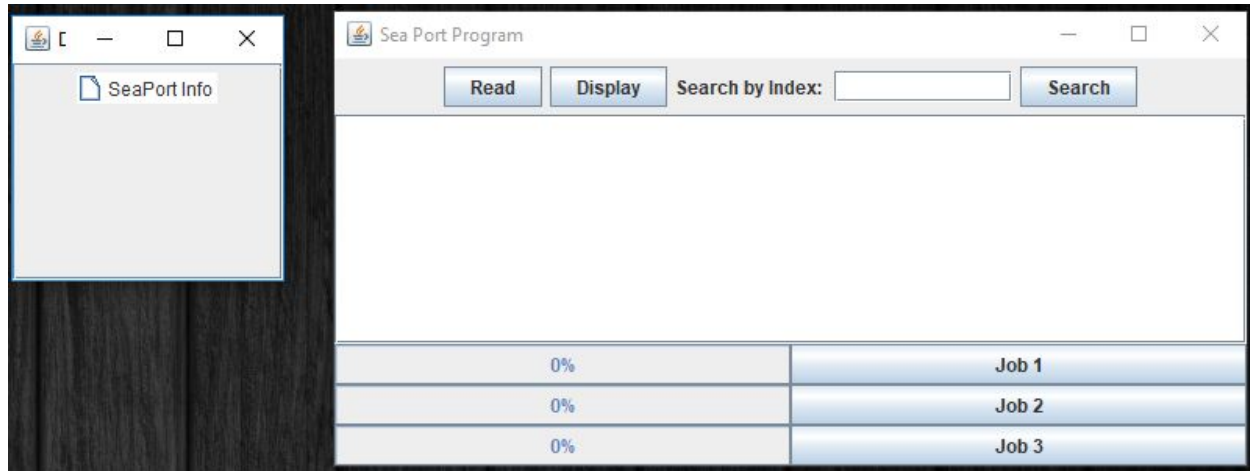 D
SeaPort Info
Sea Port Program
Read Display Search by Index: Search
0% Job 1
0% Job 2
0% Job 3